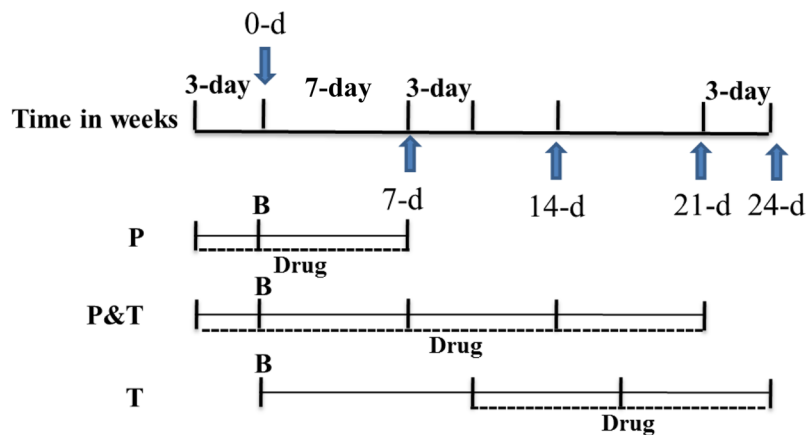 0-d
3-day 7-day 3-day 3-day
Time in weeks
7-d 14-d 21-d 24-d
B
P
Drug
B
P&T
Drug
B
T
Drug